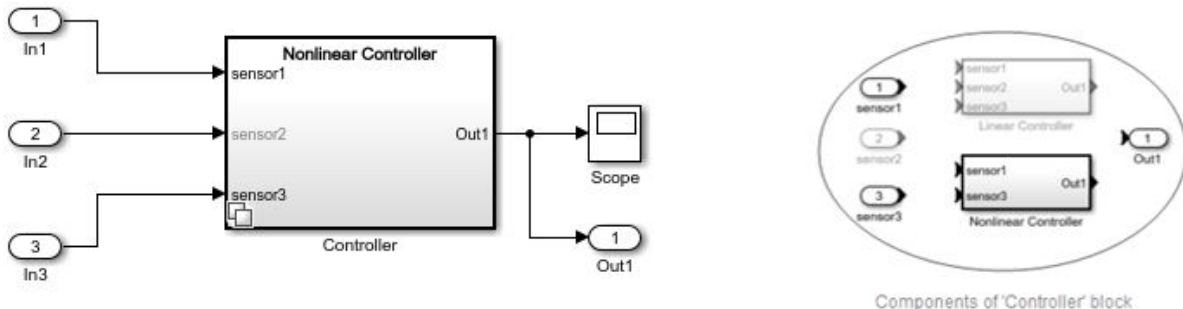 1
In1
2
In2
3
In3
Nonlinear Controller
sensor1
sensor2
sensor3
Out1
Controller
Scope
1
Out1
1
sensor1
2
sensor2
3
sensor3
sensor1
sensor2
sensor3
Out1
Linear Controller
sensor1
sensor3
Out1
Nonlinear Controller
1
Out1
Components of 'Controller' block